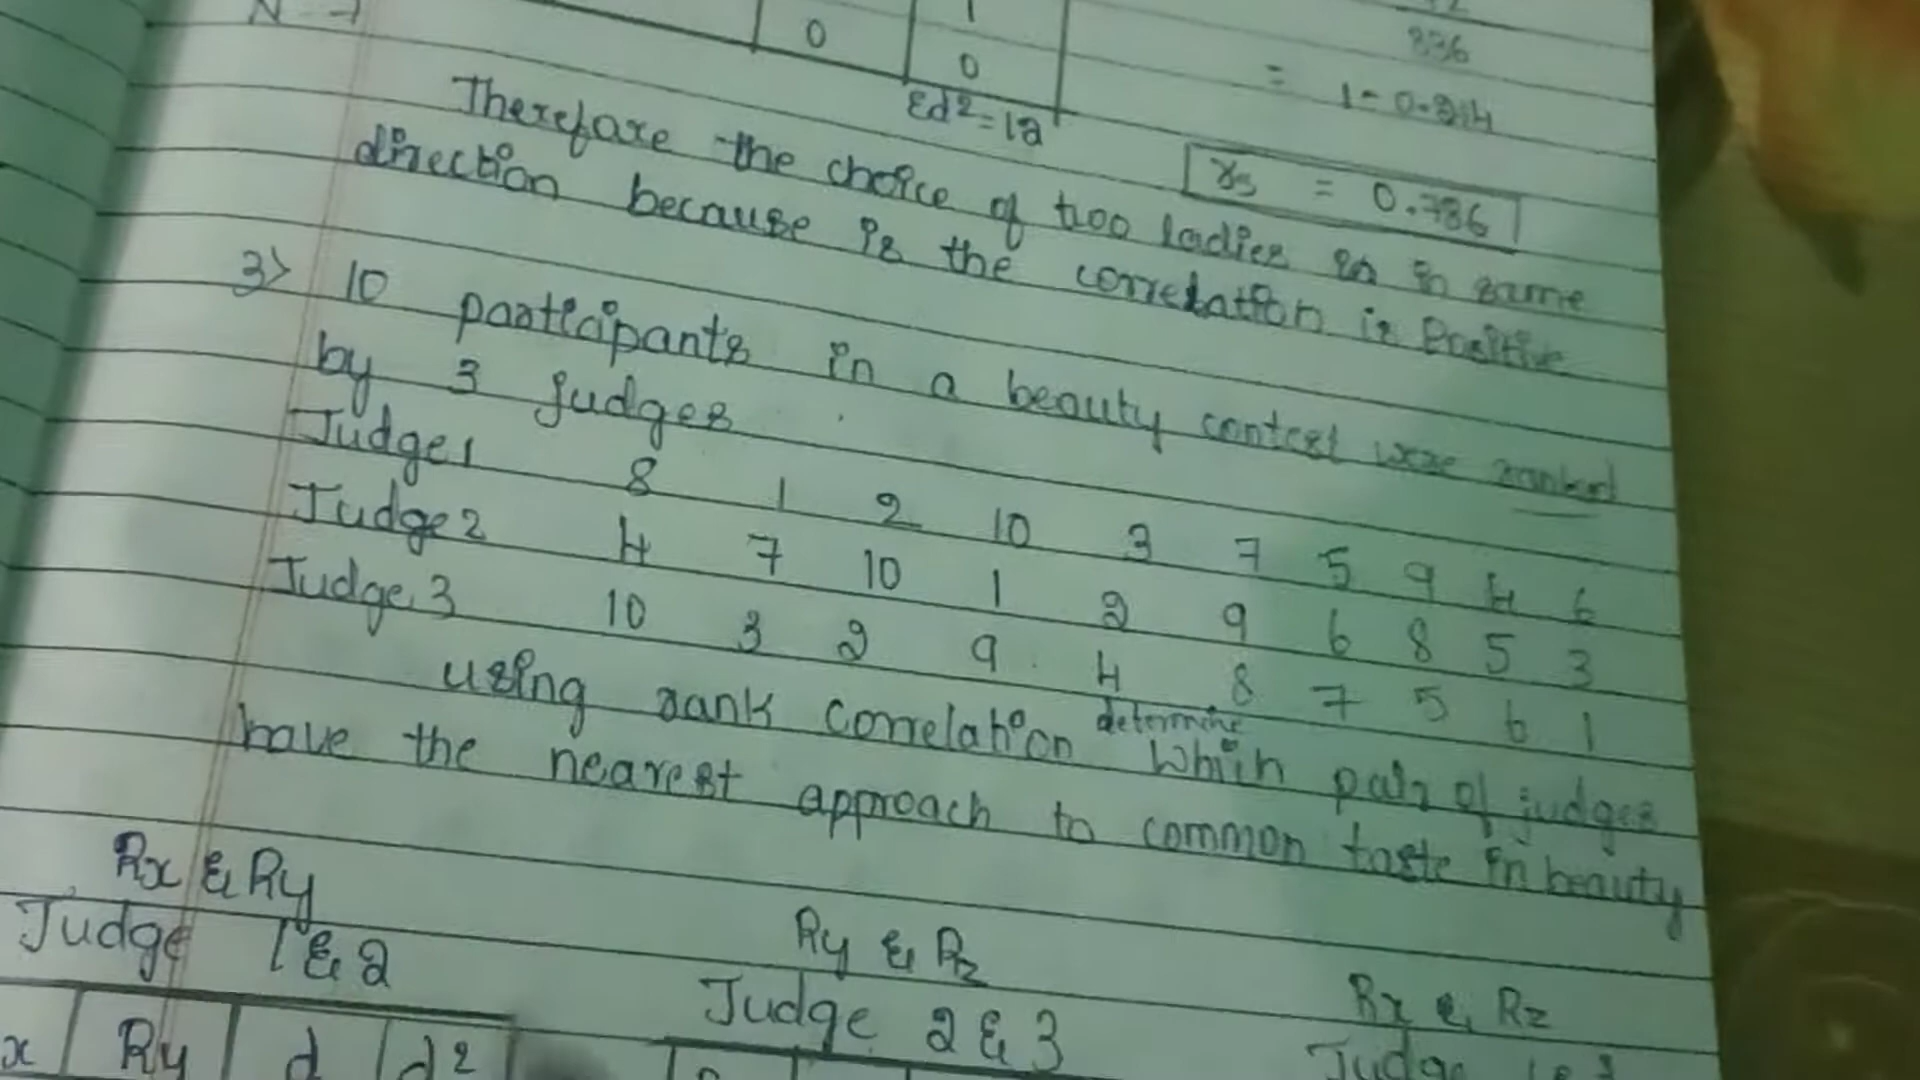 N
0
0
Σd²=12
336
= 1-0.214
rs = 0.786
Therefore the choice of two ladies is in same
direction because is the correlation is Positive
3> 10 participants in a beauty contest were ranked
by 3 judges
Judge1 8 1 2 10 3 7 5 9 4 6
Judge2 4 7 10 1 2 9 6 8 5 3
Judge3 10 3 2 9 4 8 7 5 6 1
using rank correlation determine which pair of judges
have the nearest approach to common taste in beauty
Rx & Ry
Judge 1 & 2
Ry & Rz
Judge 2 & 3
Rx & Rz
Judge 1 & 3
x Ry d d²